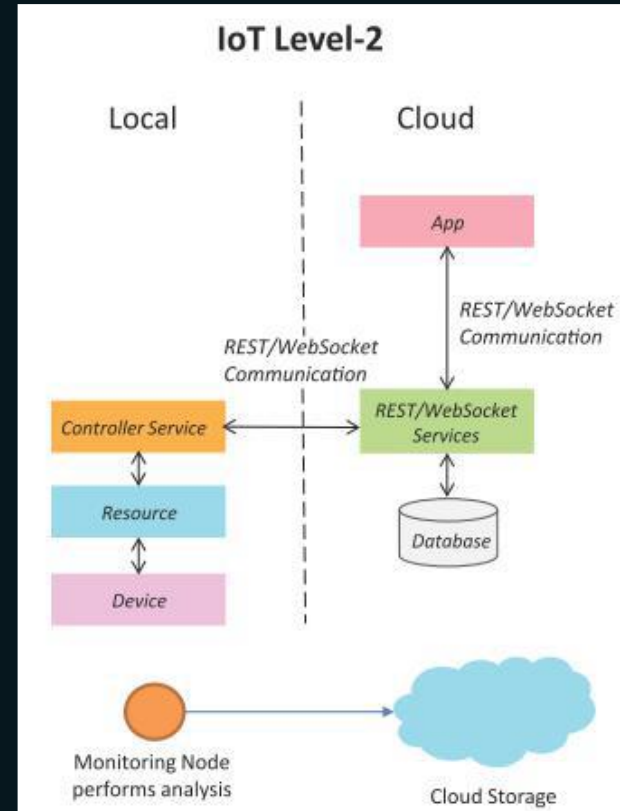 IoT Level-2
Local
Cloud
App
REST/WebSocket
Communication
REST/WebSocket
Communication
Controller Service
REST/WebSocket
Services
Resource
Database
Device
Monitoring Node
performs analysis
Cloud Storage